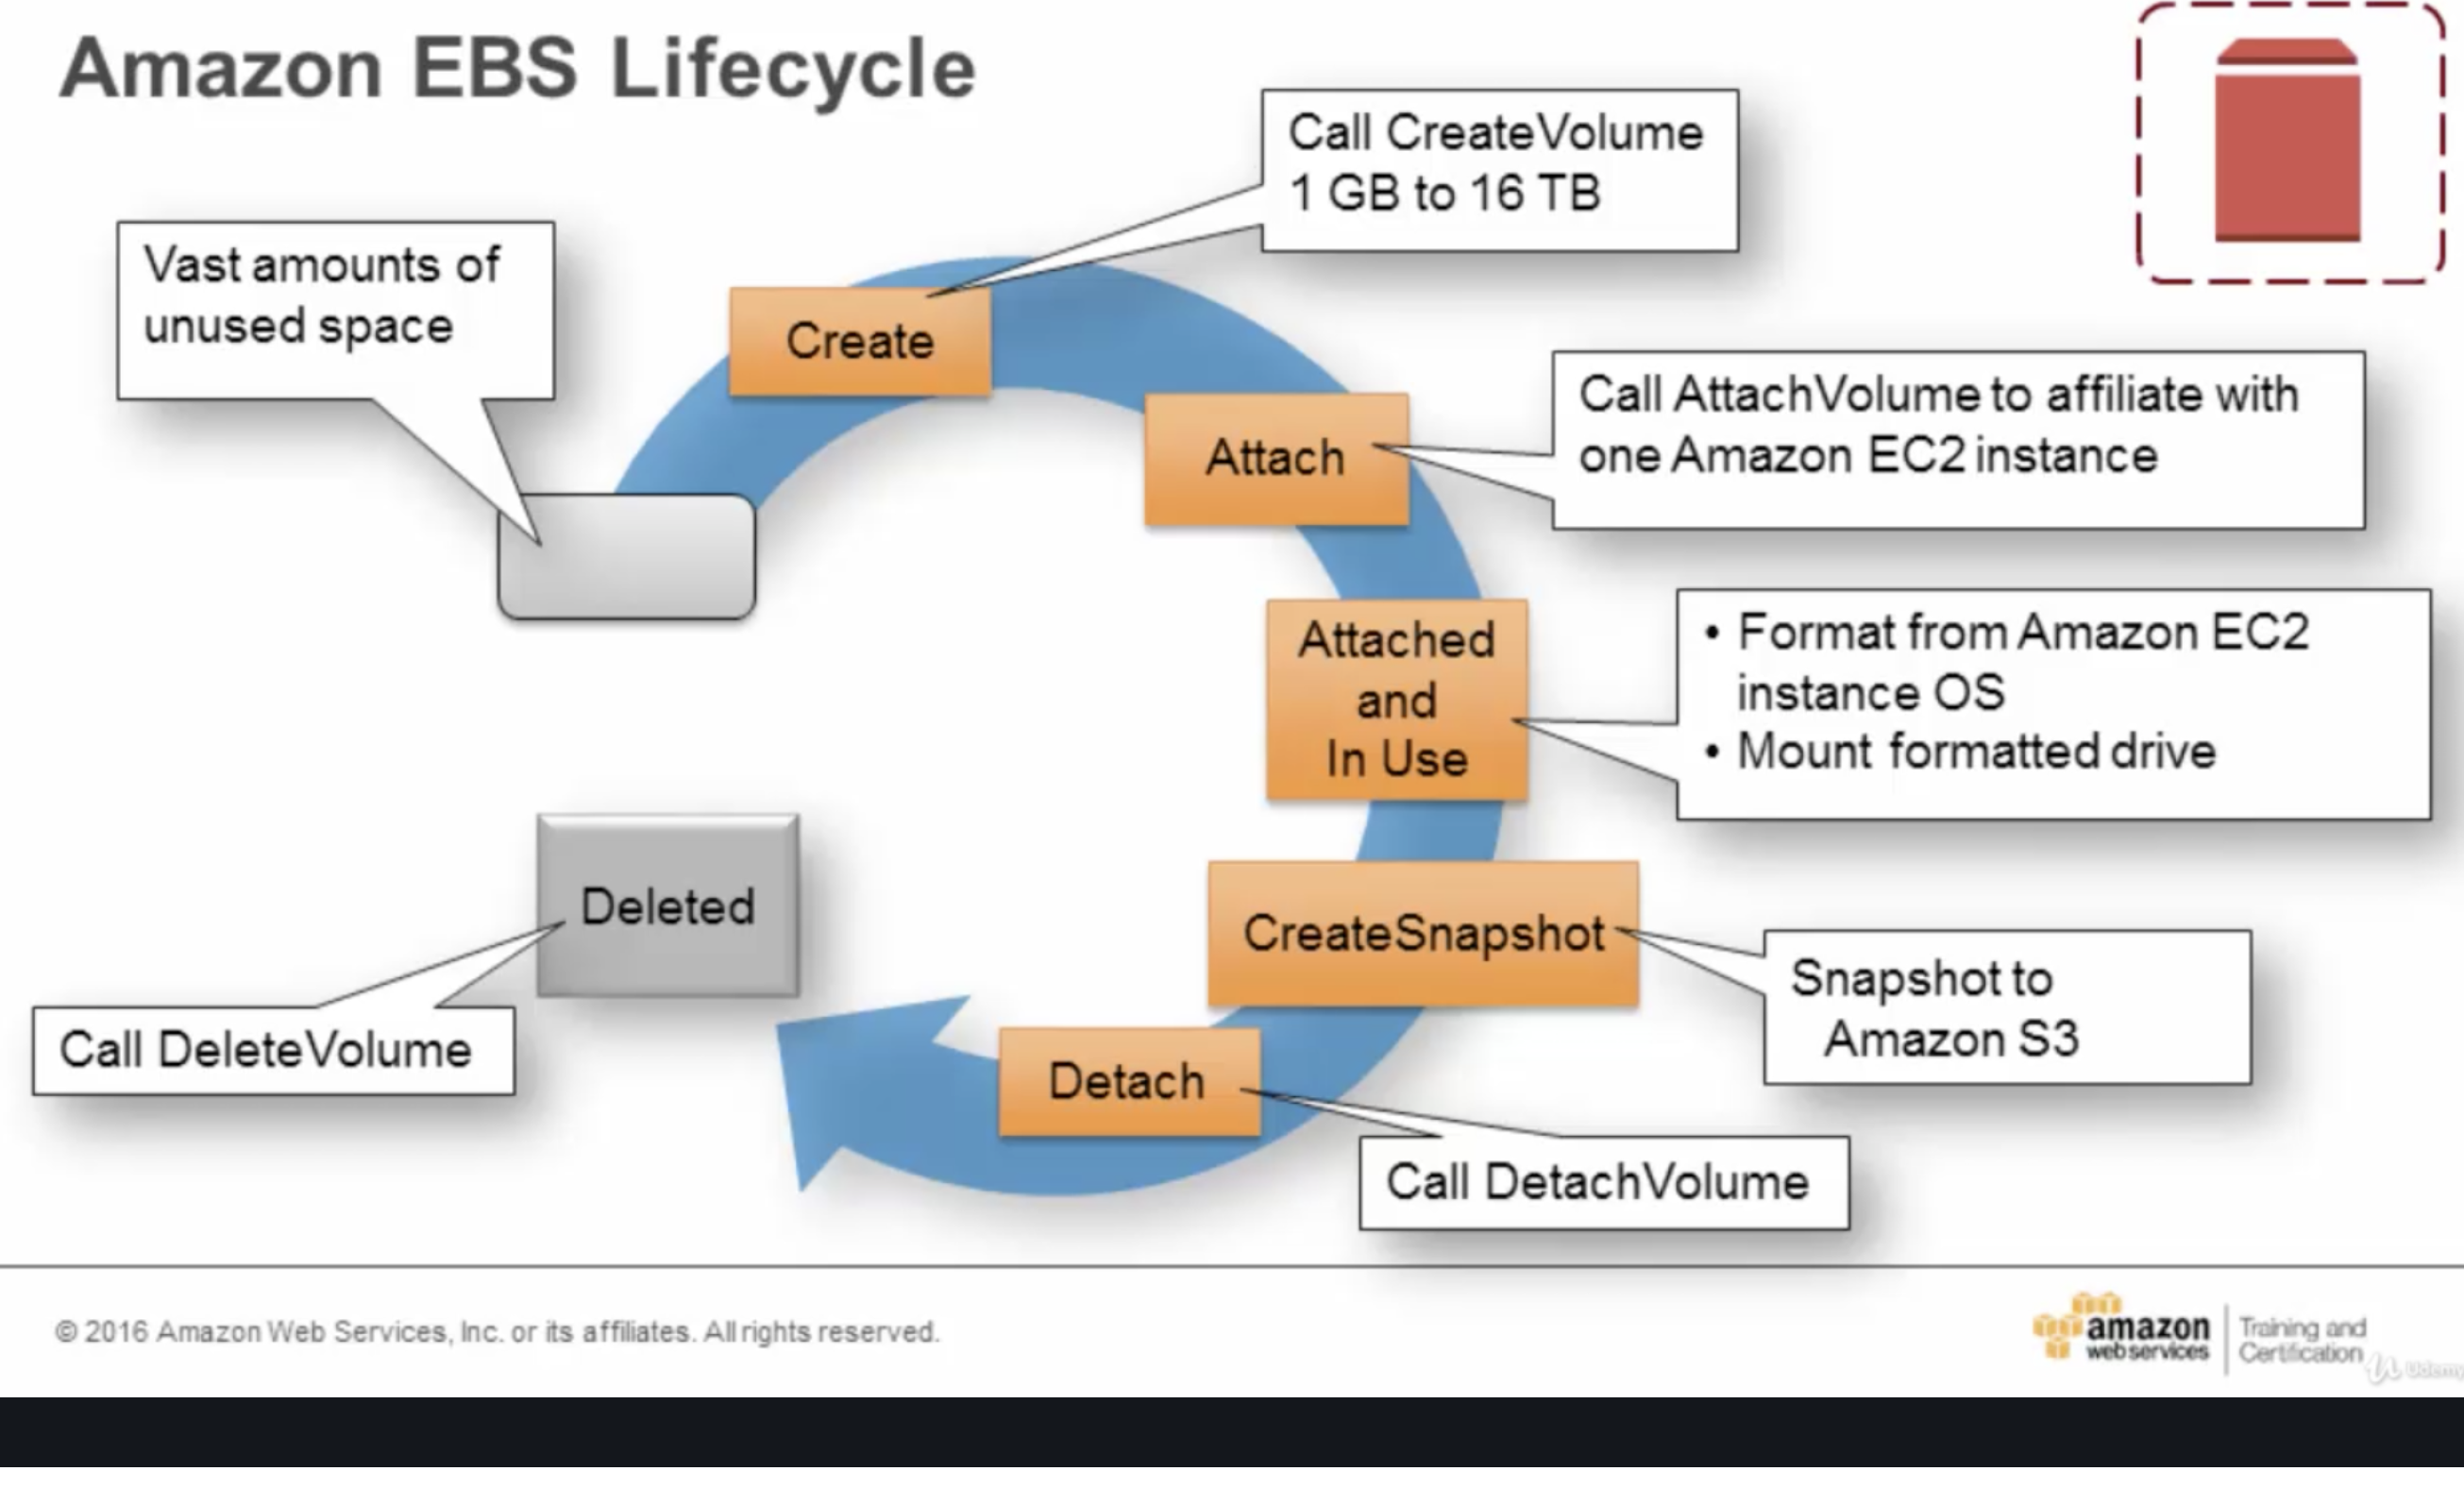 Amazon EBS Lifecycle
Call CreateVolume
1 GB to 16 TB
Vast amounts of
unused space
Create
Attach
Call AttachVolume to affiliate with
one Amazon EC2 instance
Attached
and
In Use
• Format from Amazon EC2
instance OS
• Mount formatted drive
CreateSnapshot
Snapshot to
Amazon S3
Detach
Call DetachVolume
Deleted
Call DeleteVolume
© 2016 Amazon Web Services, Inc. or its affiliates. All rights reserved.
amazon
web services
Training and
Certification
Udemy